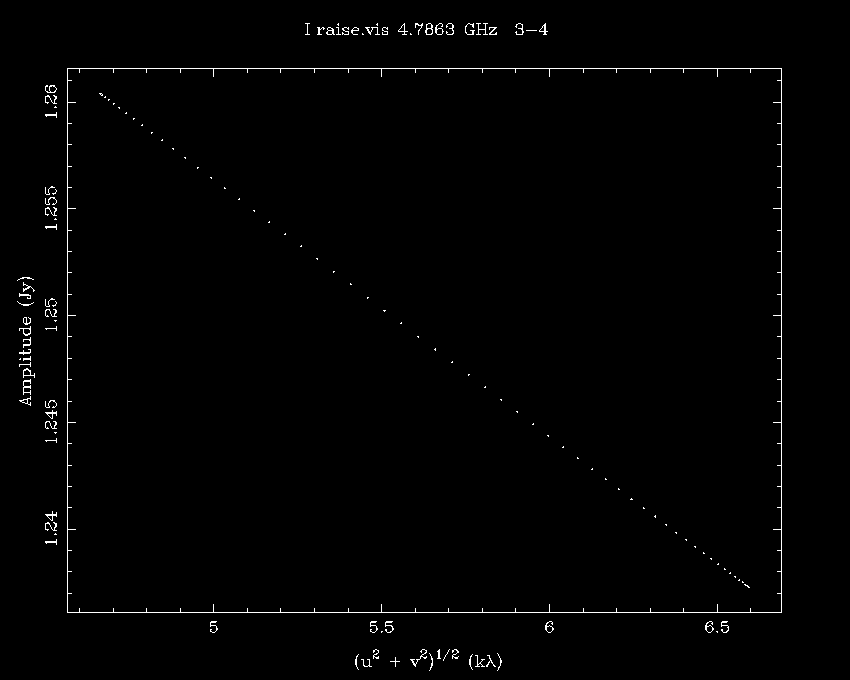 I raise.vis 4.7863 GHz 3−4
Amplitude (Jy)
1.26
1.255
1.25
1.245
1.24
5 5.5 6 6.5
(u² + v²)^1/2 (kλ)